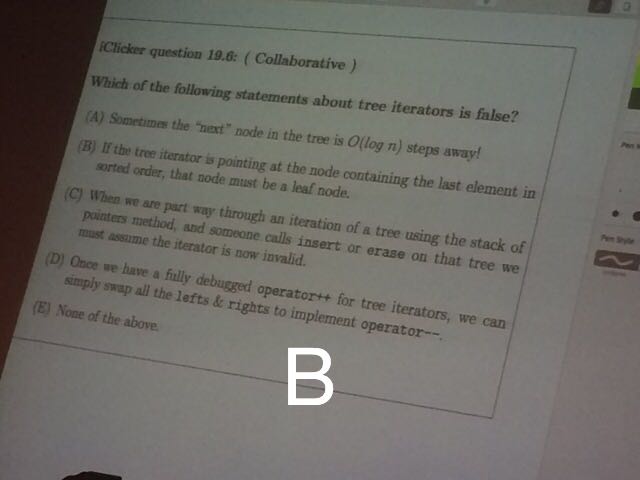 iClicker question 19.6: ( Collaborative )
Which of the following statements about tree iterators is false?
(A) Sometimes the "next" node in the tree is O(log n) steps away!
(B) If the tree iterator is pointing at the node containing the last element in
sorted order, that node must be a leaf node.
(C) When we are part way through an iteration of a tree using the stack of
pointers method, and someone calls insert or erase on that tree we
must assume the iterator is now invalid.
(D) Once we have a fully debugged operator++ for tree iterators, we can
simply swap all the lefts & rights to implement operator--.
(E) None of the above.
B
Pen Style